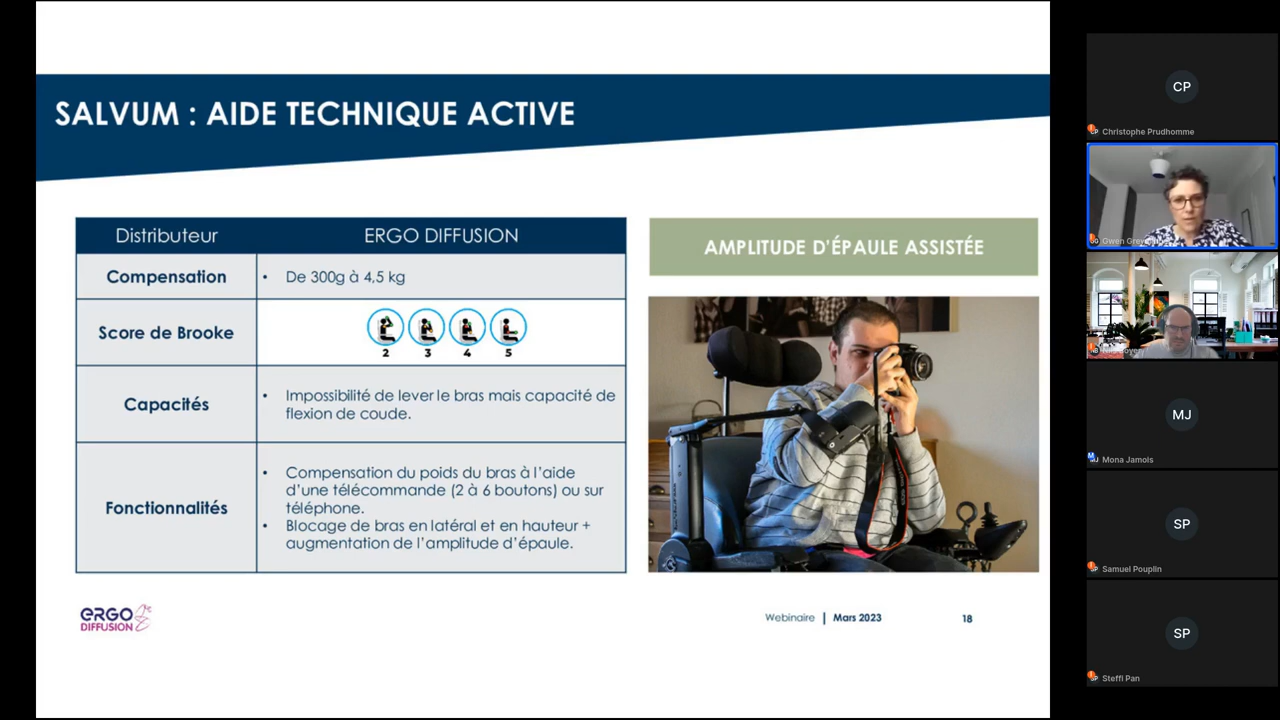 SALVUM : AIDE TECHNIQUE ACTIVE
Distributeur
ERGO DIFFUSION
Compensation
• De 300g à 4,5 kg
Score de Brooke
2 3 4 5
Capacités
• Impossibilité de lever le bras mais capacité de
flexion de coude.
Fonctionnalités
• Compensation du poids du bras à l'aide
d'une télécommande (2 à 6 boutons) ou sur
téléphone.
• Blocage de bras en latéral et en hauteur +
augmentation de l'amplitude d'épaule.
AMPLITUDE D'ÉPAULE ASSISTÉE
ERGO
DIFFUSION
Webinaire | Mars 2023
18
CP
Christophe Prudhomme
Gwen
MJ
Mona Jamois
SP
Samuel Pouplin
SP
Steffi Pan